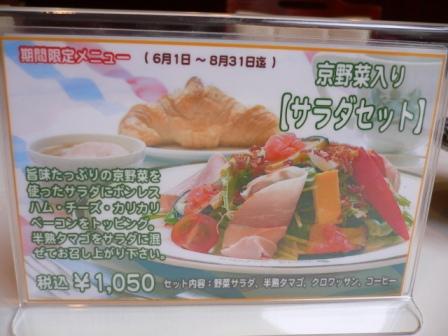 期間限定メニュー （ 6月1日 ～ 8月31日迄 ）
京野菜入り
【サラダセット】
旨味たっぷりの京野菜を
使ったサラダにボンレス
ハム・チーズ・カリカリ
ベーコンをトッピング。
半熟タマゴをサラダに混
ぜてお召し上がり下さい。
税込 ￥1,050 セット内容：野菜サラダ、半熟タマゴ、クロワッサン、コーヒー